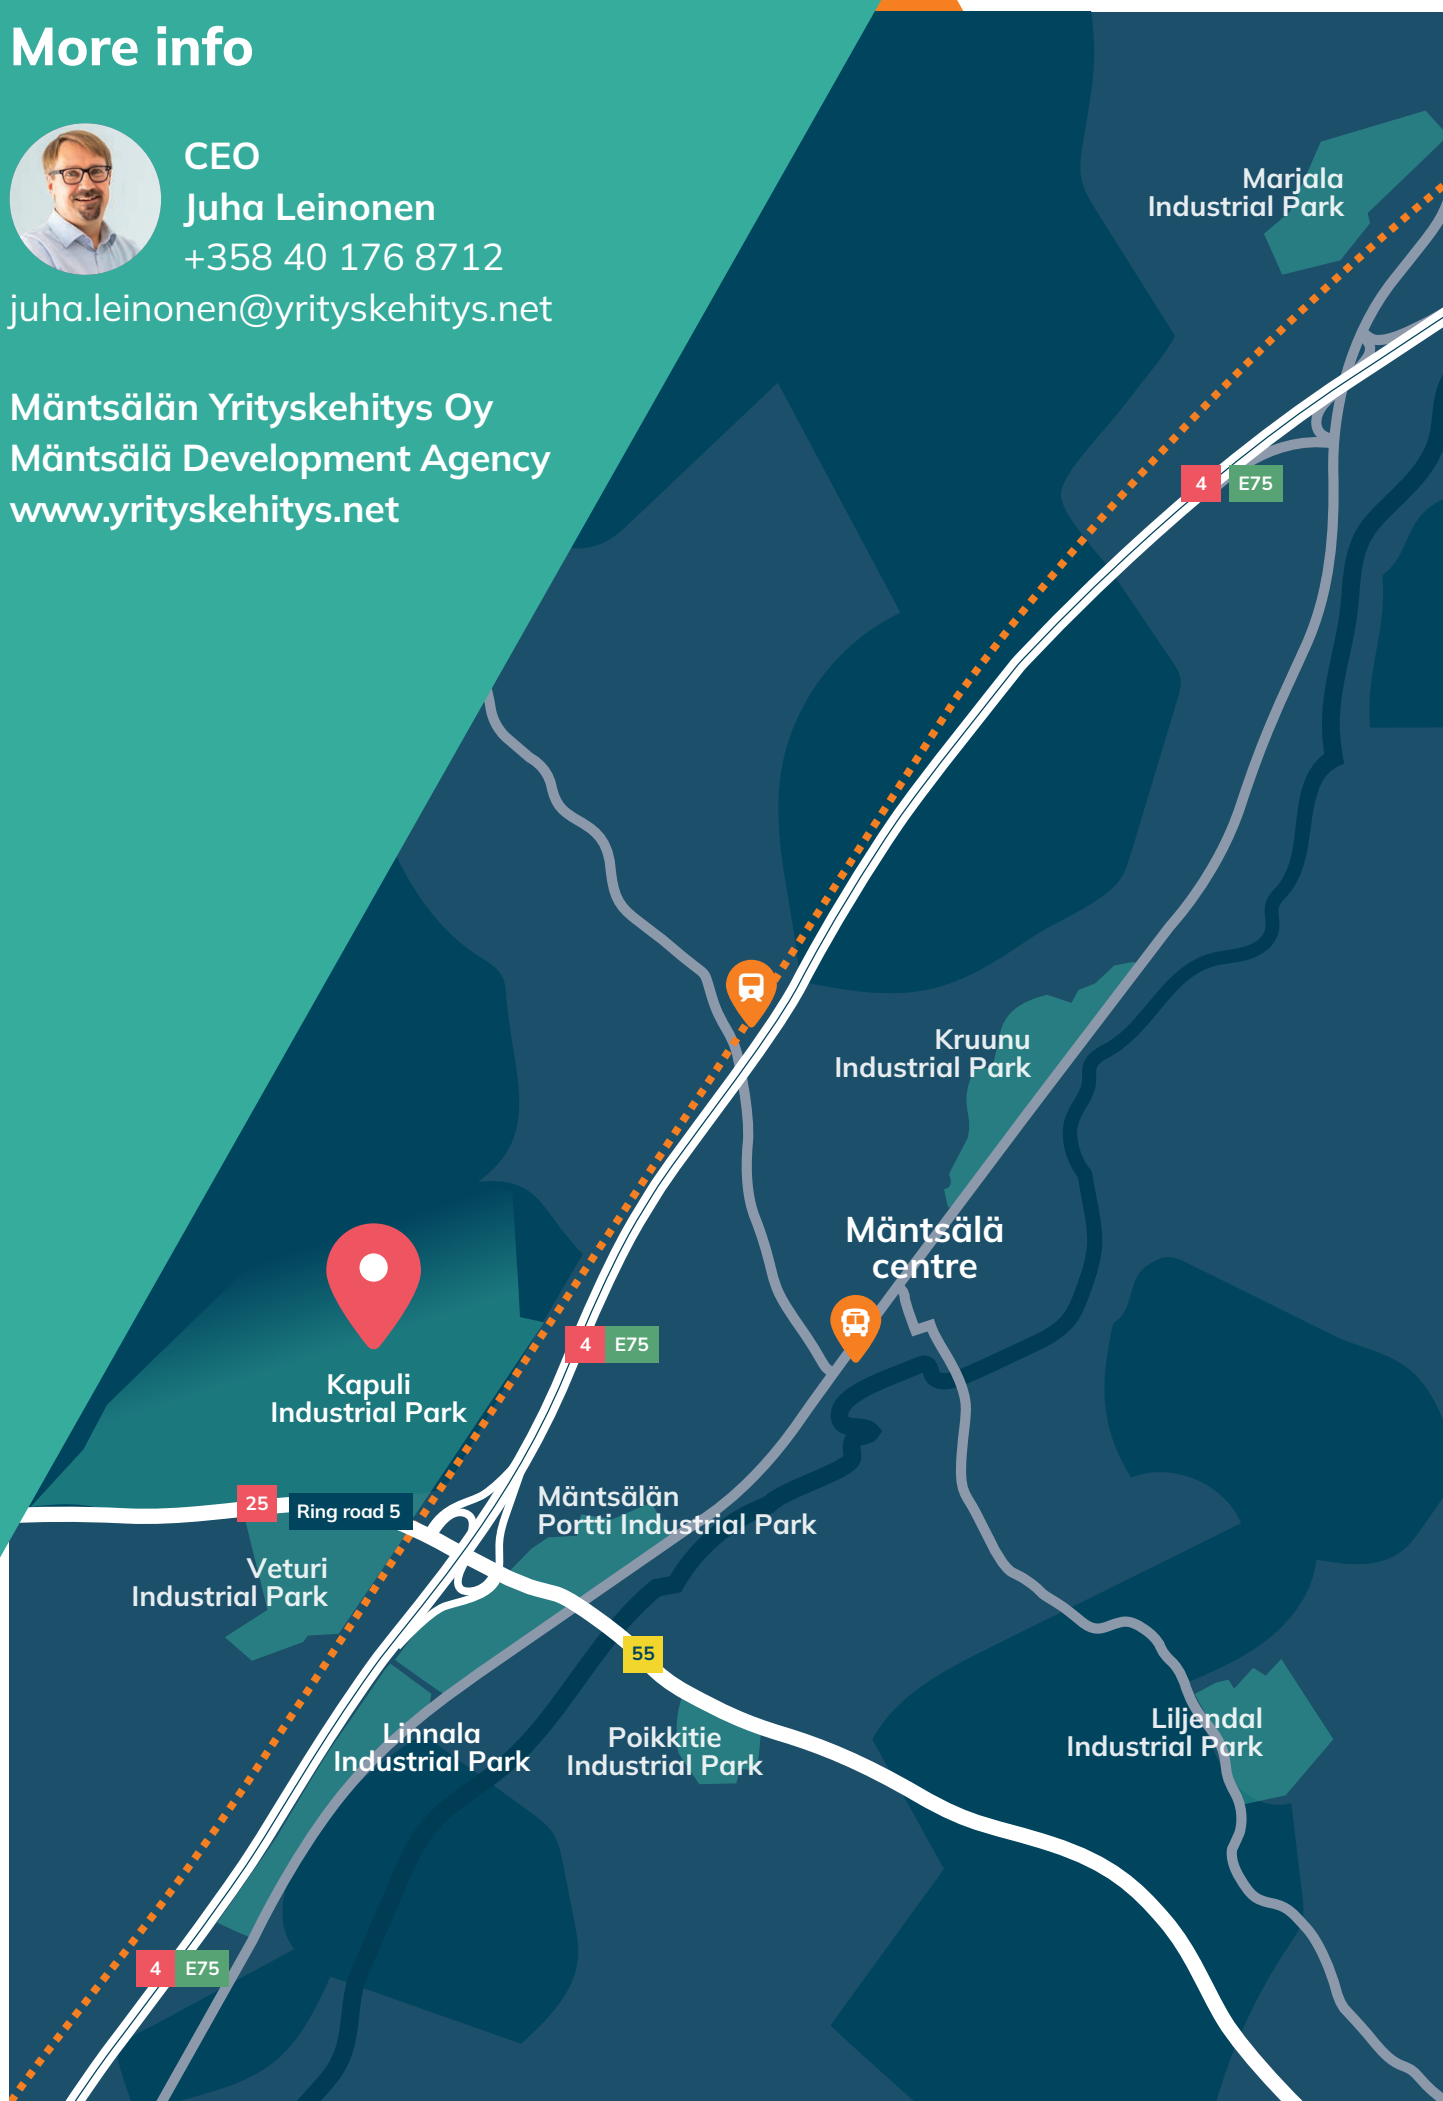 More info
CEO
Juha Leinonen
+358 40 176 8712
juha.leinonen@yrityskehitys.net
Mäntsälän Yrityskehitys Oy
Mäntsälä Development Agency
www.yrityskehitys.net
Marjala
Industrial Park
4 E75
Kruunu
Industrial Park
Mäntsälä
centre
4 E75
Kapuli
Industrial Park
25 Ring road 5
Mäntsälän
Portti Industrial Park
Veturi
Industrial Park
55
Linnala
Industrial Park
Poikkitie
Industrial Park
Liljendal
Industrial Park
4 E75